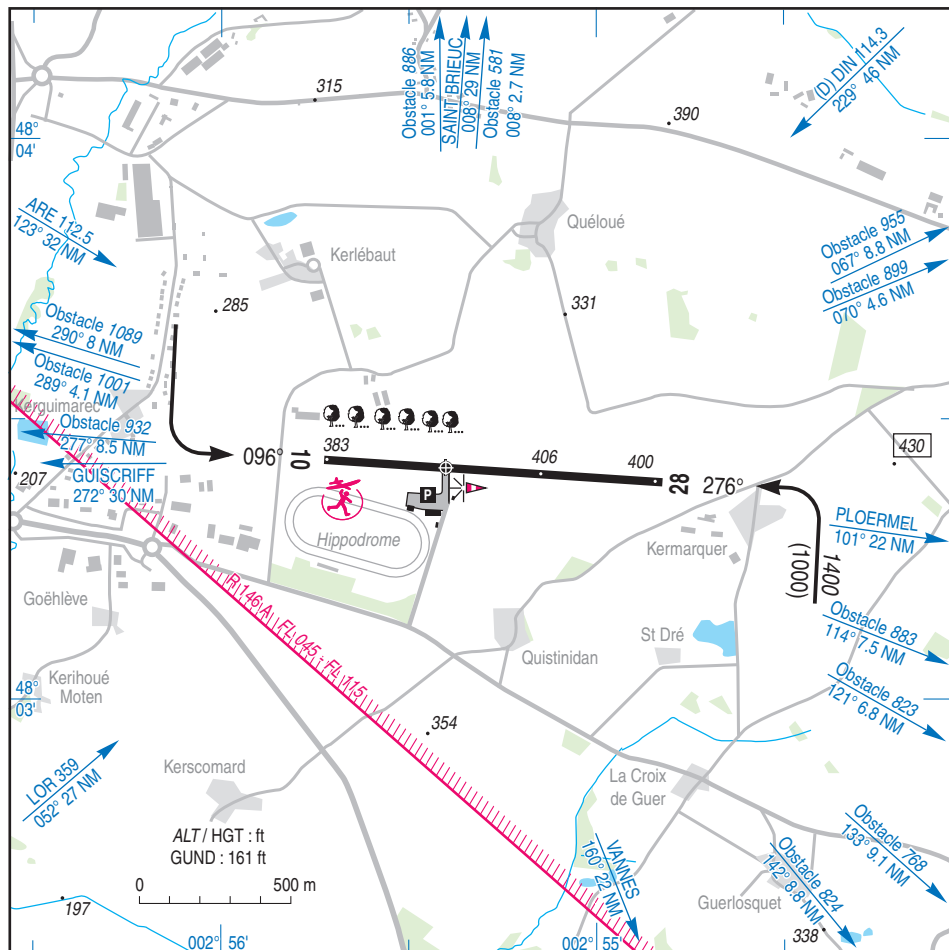 Obstacle 886
001° 5.8 NM
SAINT BRIEUC
008° 29 NM
Obstacle 581
008° 2.7 NM
(D) DIN 114.3
229° 46 NM
315
390
48°
04'
ARE 112.5
123° 32 NM
Quéloué
Kerlébaut
Obstacle 955
067° 8.8 NM
Obstacle 899
070° 4.6 NM
285
331
Obstacle 1089
290° 8 NM
Obstacle 1001
289° 4.1 NM
Kerguimarec
Obstacle 932
277° 8.5 NM
GUISCRIFF
272° 30 NM
207
096°
10
383
406
400
28
276°
430
P
Hippodrome
Kermarquer
PLOERMEL
101° 22 NM
1400
(1000)
Goëhlève
R 146 A FL 045 - FL 115
St Dré
Quistinidan
Obstacle 883
114° 7.5 NM
Obstacle 823
121° 6.8 NM
Kerihoué
Moten
48°
03'
354
LOR 359
052° 27 NM
Kerscomard
La Croix
de Guer
ALT / HGT : ft
GUND : 161 ft
0 500 m
VANNES
160° 22 NM
Obstacle 768
133° 9.1 NM
Obstacle 824
142° 8.8 NM
Guerlosquet
197
338
002° 56'
002° 55'